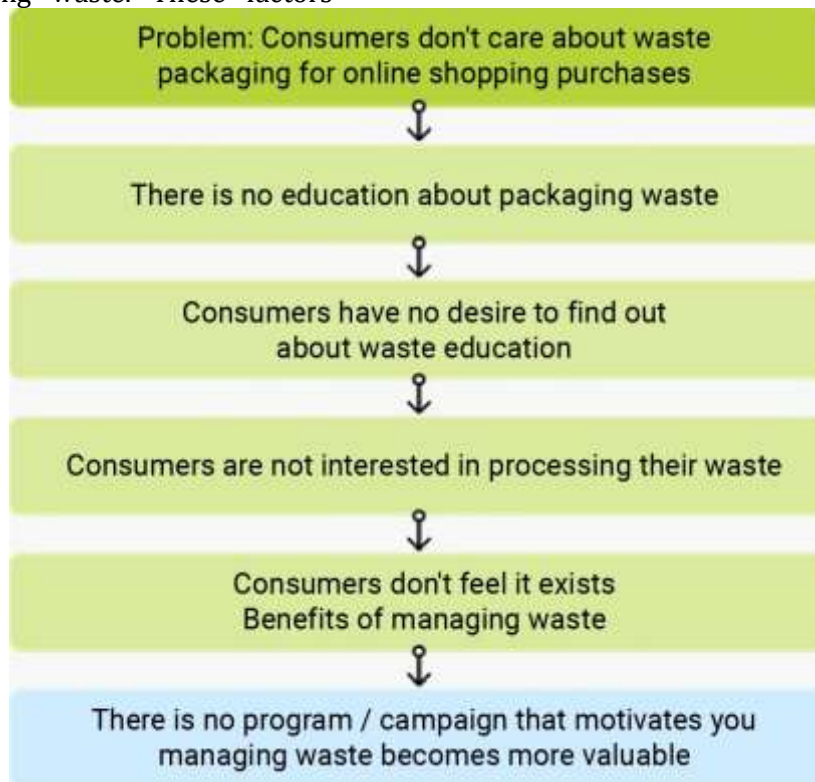 waste. These factors
Problem: Consumers don't care about waste
packaging for online shopping purchases
There is no education about packaging waste
Consumers have no desire to find out
about waste education
Consumers are not interested in processing their waste
Consumers don't feel it exists
Benefits of managing waste
There is no program / campaign that motivates you
managing waste becomes more valuable